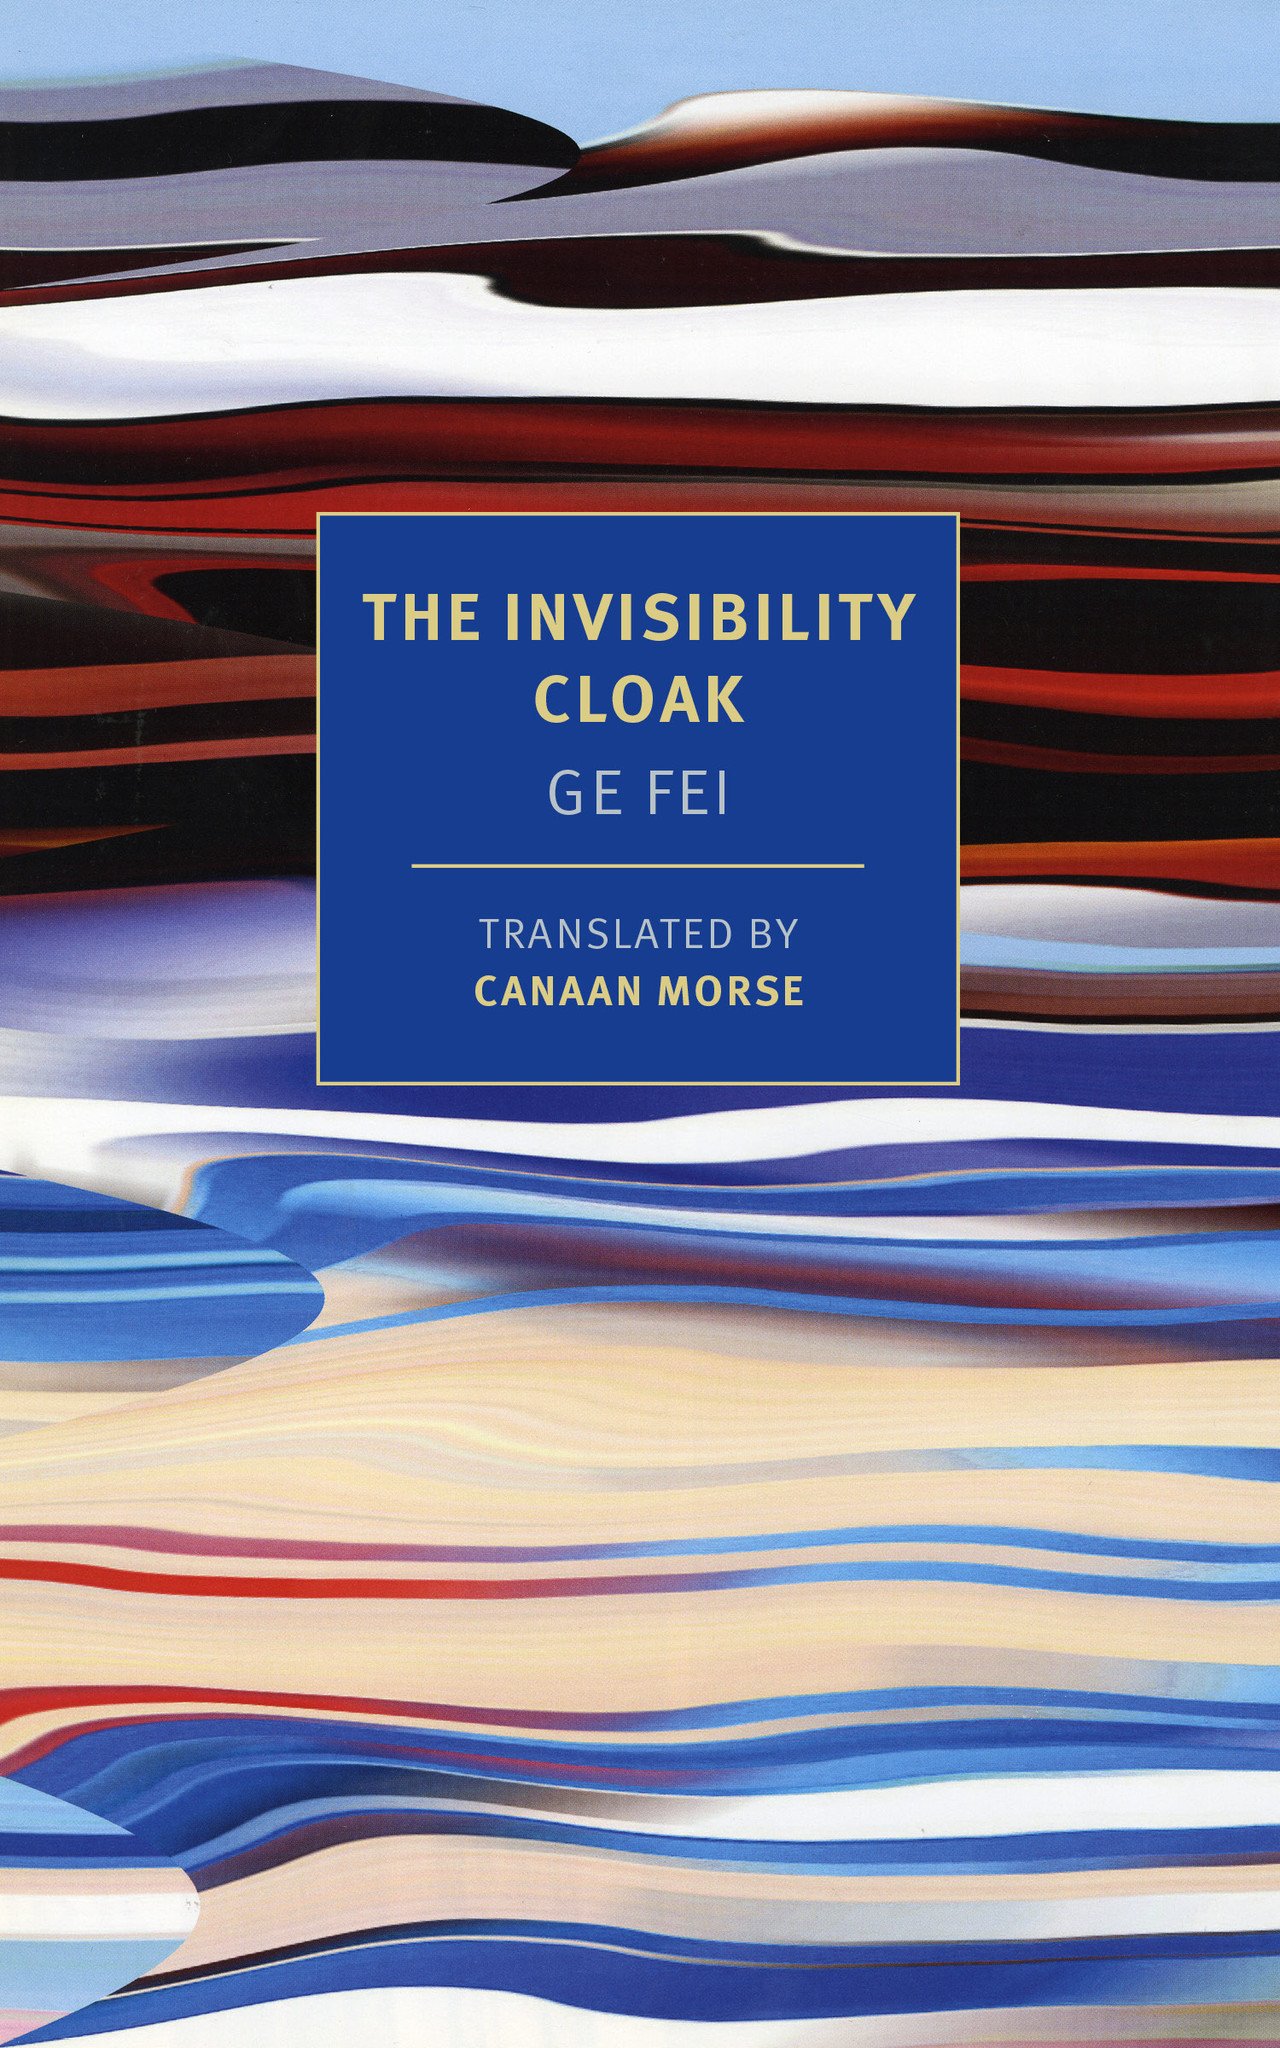 THE INVISIBILITY
CLOAK
GE FEI
TRANSLATED BY
CANAAN MORSE